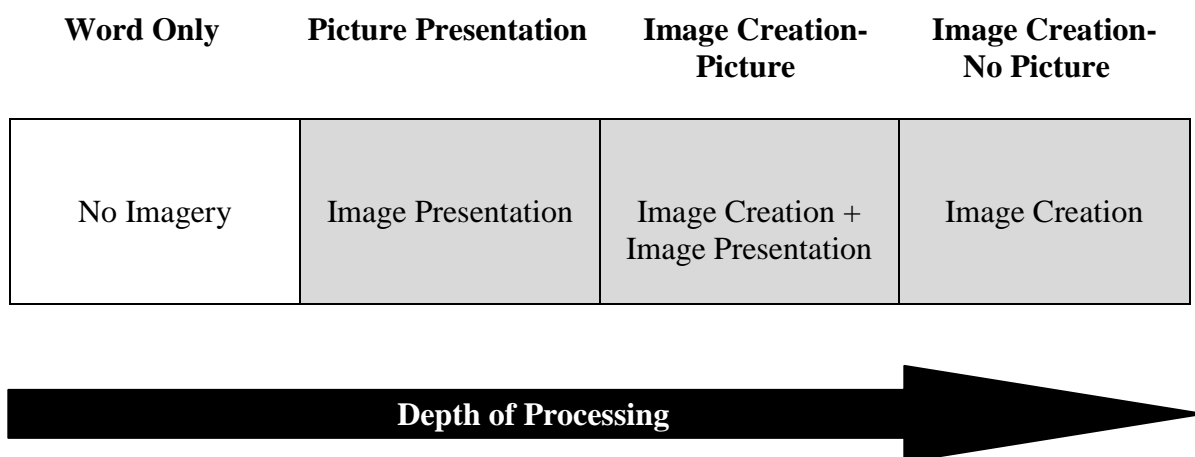 Word Only
Picture Presentation
Image Creation-
Picture
Image Creation-
No Picture
No Imagery
Image Presentation
Image Creation +
Image Presentation
Image Creation
Depth of Processing